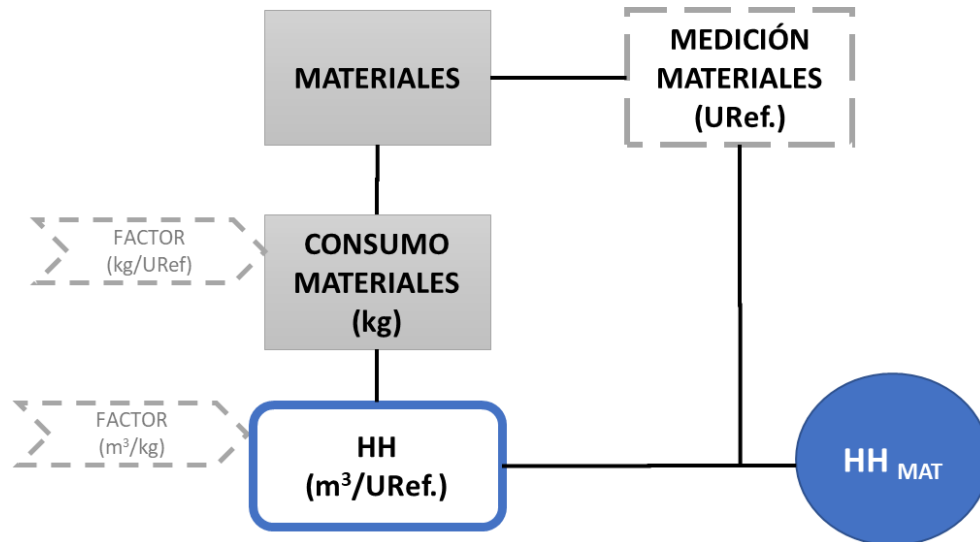 MATERIALES
MEDICIÓN
MATERIALES
(URef.)
FACTOR
(kg/URef)
CONSUMO
MATERIALES
(kg)
FACTOR
(m³/kg)
HH
(m³/URef.)
HH MAT